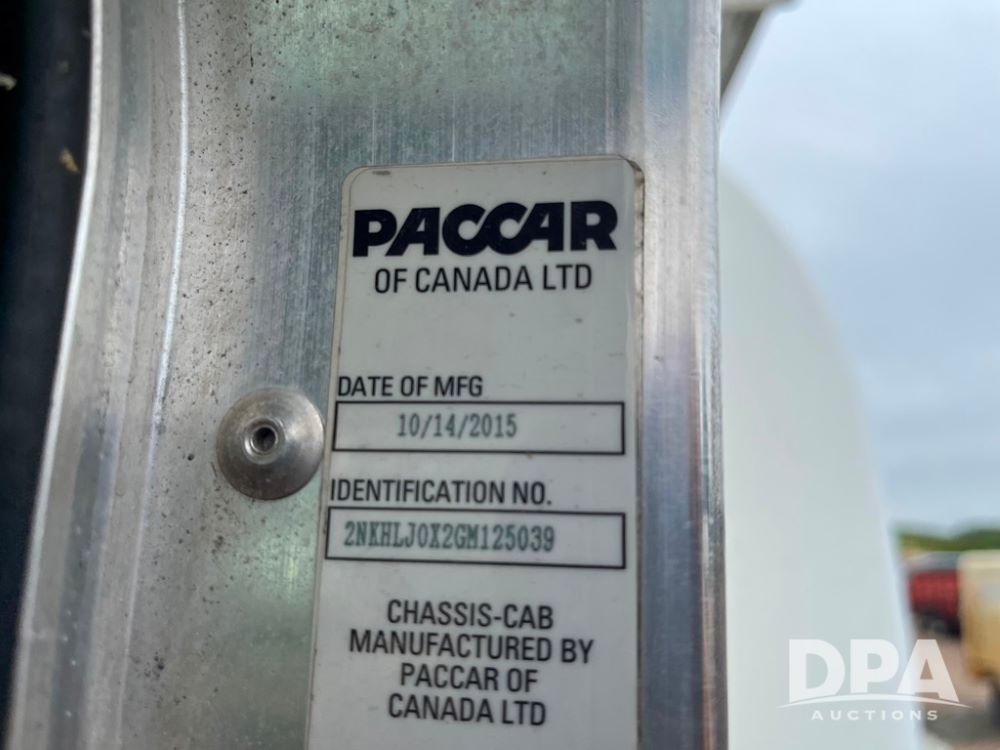 PACCAR
OF CANADA LTD
DATE OF MFG
10/14/2015
IDENTIFICATION NO.
2NKHLJ0X2GM125039
CHASSIS-CAB
MANUFACTURED BY
PACCAR OF
CANADA LTD
DPA
AUCTIONS